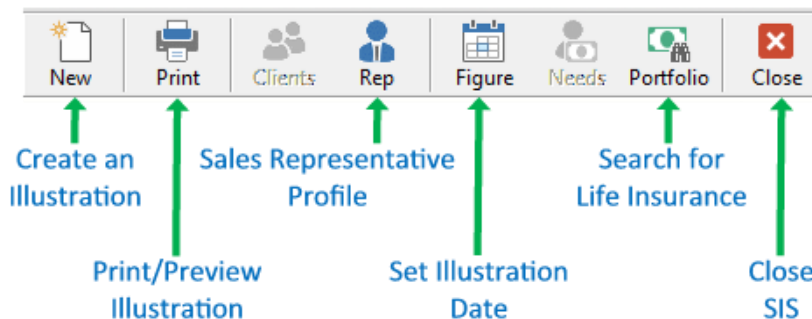 New Print Clients Rep Figure Needs Portfolio Close
Create an Sales Representative Search for
Illustration Profile Life Insurance
Print/Preview Set Illustration Close
Illustration Date SIS